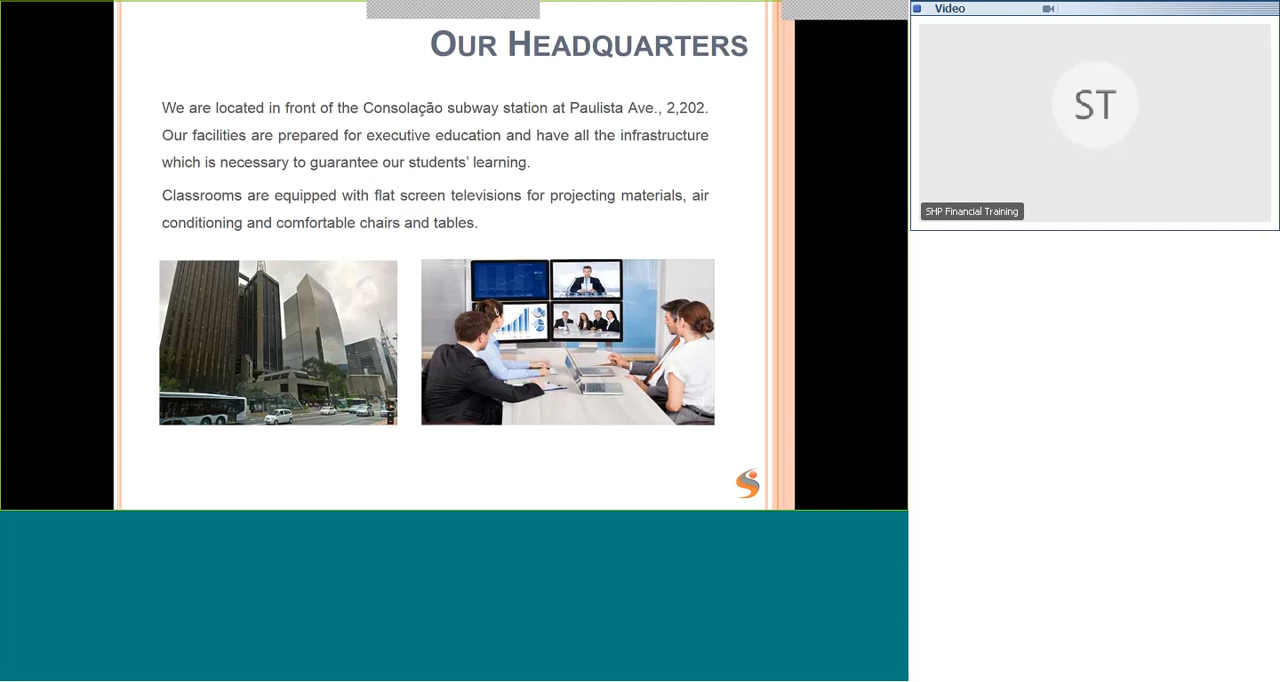 OUR HEADQUARTERS
We are located in front of the Consolação subway station at Paulista Ave., 2,202.
Our facilities are prepared for executive education and have all the infrastructure
which is necessary to guarantee our students’ learning.
Classrooms are equipped with flat screen televisions for projecting materials, air
conditioning and comfortable chairs and tables.
Video
ST
SHP Financial Training